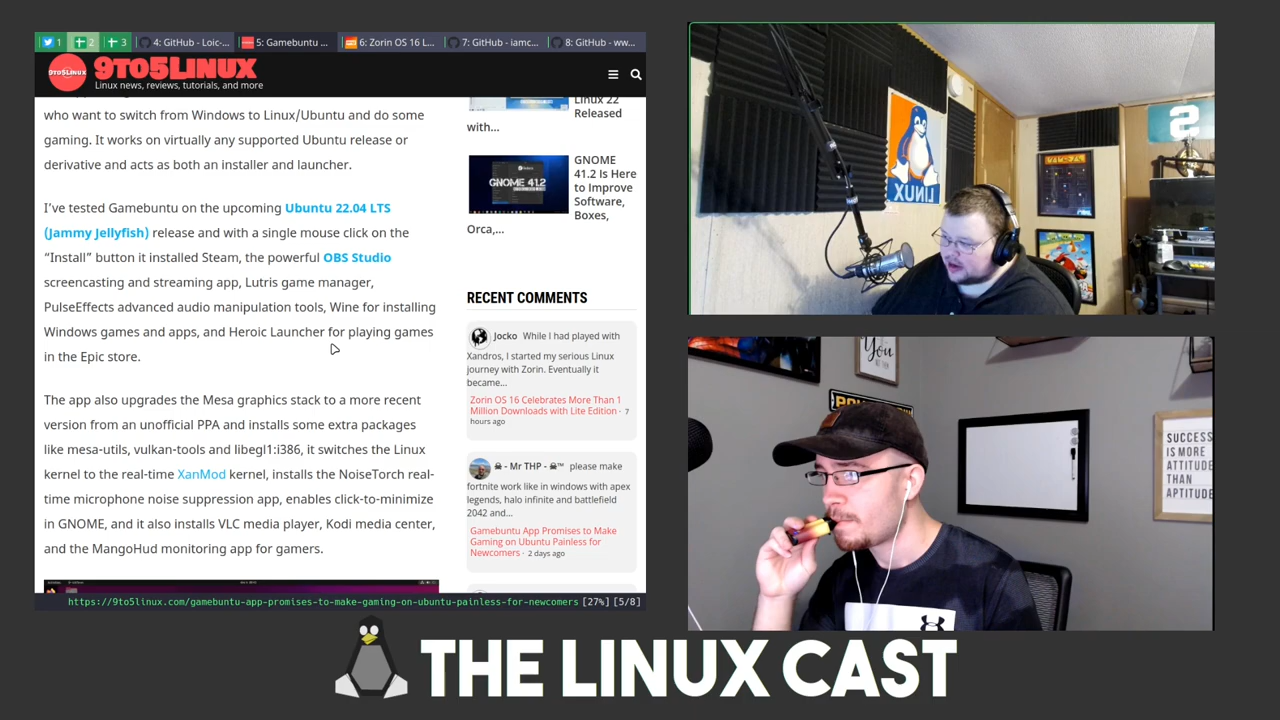 1
2
3
4: GitHub - Loic-...
5: Gamebuntu ...
6: Zorin OS 16 L...
7: GitHub - iamc...
8: GitHub - ww...
9TO5LINUX
9TO5LINUX
Linux news, reviews, tutorials, and more
who want to switch from Windows to Linux/Ubuntu and do some
gaming. It works on virtually any supported Ubuntu release or
derivative and acts as both an installer and launcher.
I've tested Gamebuntu on the upcoming Ubuntu 22.04 LTS
(Jammy Jellyfish) release and with a single mouse click on the
“Install” button it installed Steam, the powerful OBS Studio
screencasting and streaming app, Lutris game manager,
PulseEffects advanced audio manipulation tools, Wine for installing
Windows games and apps, and Heroic Launcher for playing games
in the Epic store.
The app also upgrades the Mesa graphics stack to a more recent
version from an unofficial PPA and installs some extra packages
like mesa-utils, vulkan-tools and libegl1:i386, it switches the Linux
kernel to the real-time XanMod kernel, installs the NoiseTorch real-
time microphone noise suppression app, enables click-to-minimize
in GNOME, and it also installs VLC media player, Kodi media center,
and the MangoHud monitoring app for gamers.
Linux 22
Released
with...
GNOME 41.2
GNOME
41.2 Is Here
to Improve
Software,
Boxes,
Orca,...
RECENT COMMENTS
Jocko While I had played with
Xandros, I started my serious Linux
journey with Zorin. Eventually it
became...
Zorin OS 16 Celebrates More Than 1
Million Downloads with Lite Edition · 7
hours ago
☠ - Mr THP - ☠™ please make
fortnite work like in windows with apex
legends, halo infinite and battlefield
2042 and...
Gamebuntu App Promises to Make
Gaming on Ubuntu Painless for
Newcomers · 2 days ago
https://9to5linux.com/gamebuntu-app-promises-to-make-gaming-on-ubuntu-painless-for-newcomers [27%] [5/8]
LINUX
You
SUCCESS
IS MORE
ATTITUDE
THAN
APTITUDE
THE LINUX CAST